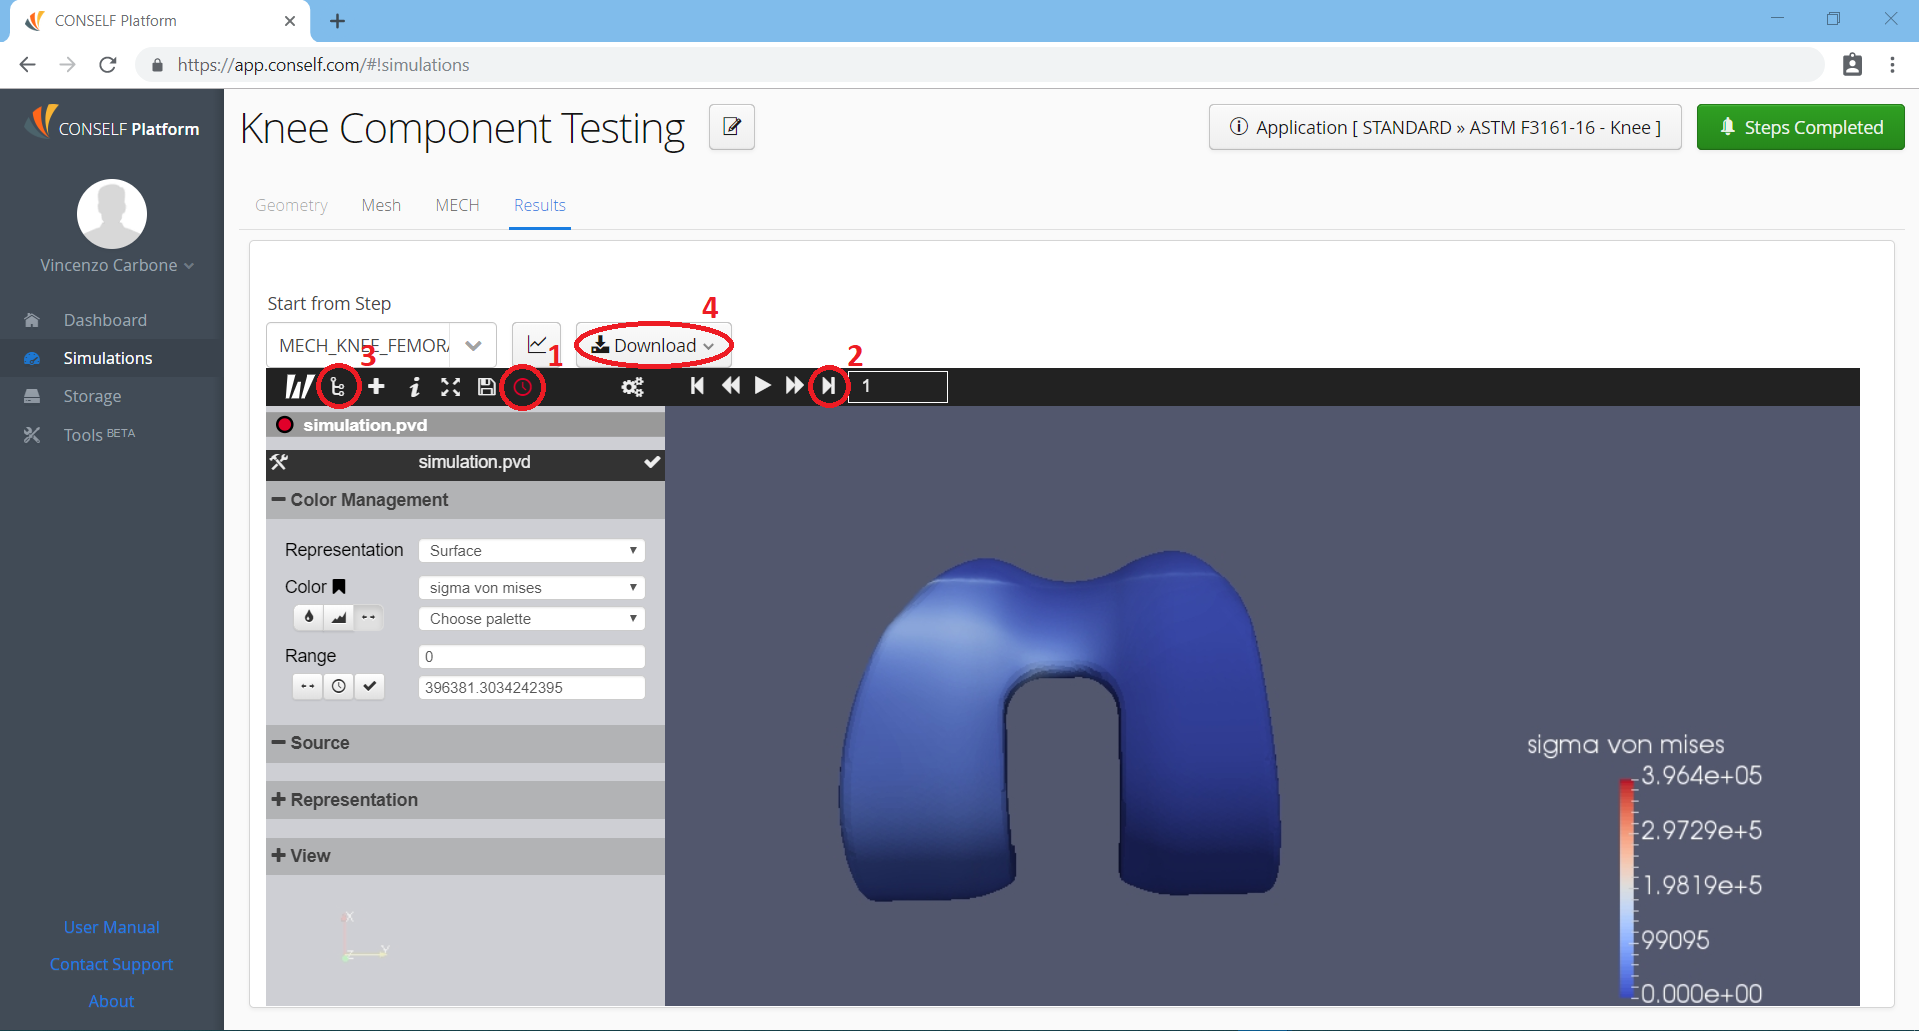 CONSELF Platform
https://app.conself.com/#!simulations
CONSELF Platform
Vincenzo Carbone
Dashboard
Simulations
Storage
Tools BETA
User Manual
Contact Support
About
Knee Component Testing
Application [ STANDARD » ASTM F3161-16 - Knee ]
Steps Completed
Geometry
Mesh
MECH
Results
Start from Step
MECH_KNEE_FEMORA
Download
4
3
1
2
1
simulation.pvd
simulation.pvd
Color Management
Representation
Surface
Color
sigma von mises
Choose palette
Range
0
396381.3034242395
Source
Representation
View
X
Y
Z
sigma von mises
3.964e+05
2.9729e+5
1.9819e+5
99095
0.000e+00